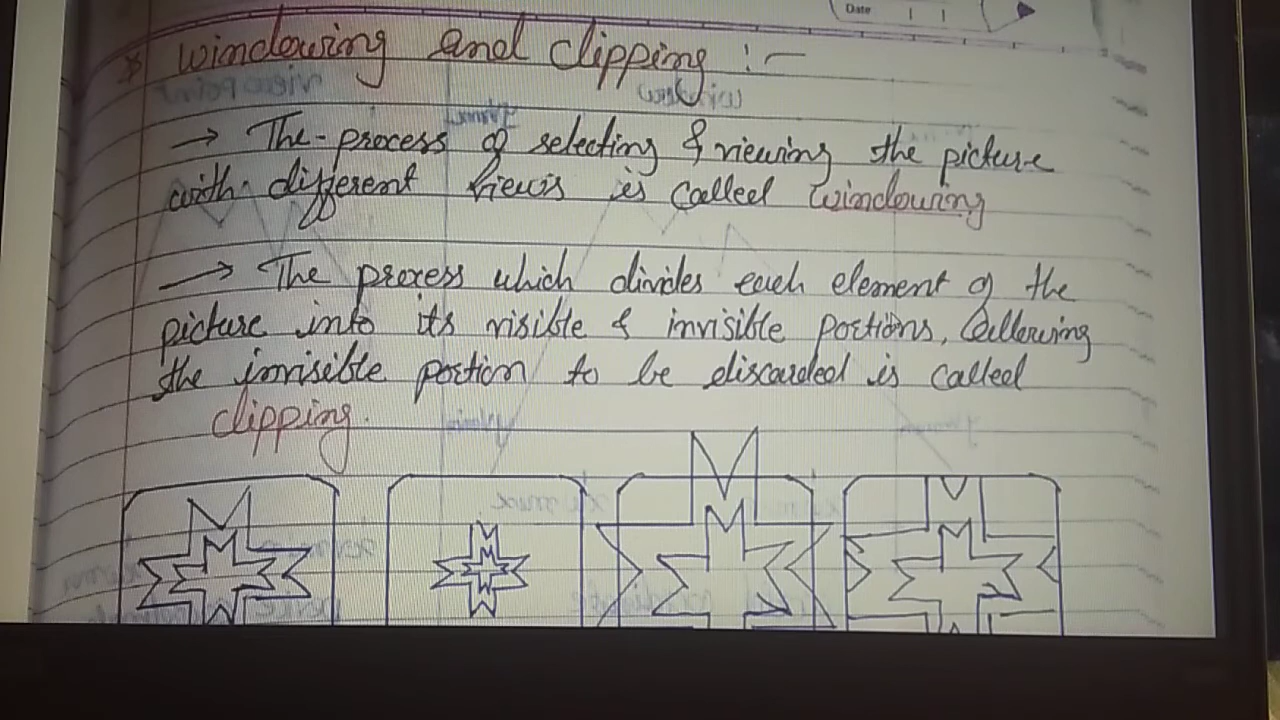 Date
* Windowing and clipping :-
→ The process of selecting & viewing the picture
with different views is called windowing
→ The process which divides each element of the
picture into its visible & invisible portions, allowing
the invisible portion to be discarded is called
clipping.